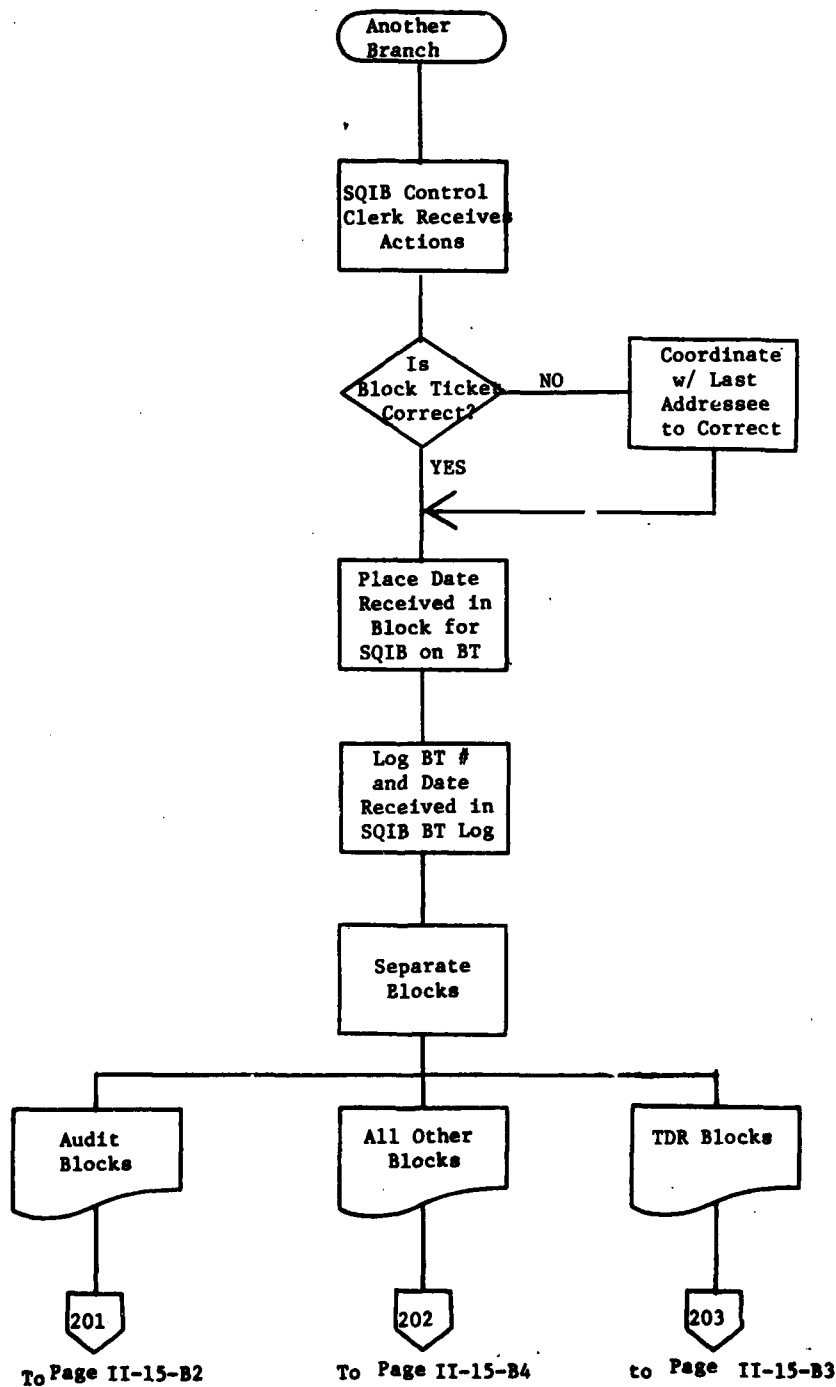 Another
Branch
SQIB Control
Clerk Receives
Actions
Is
Block Ticket
Correct?
NO
Coordinate
w/ Last
Addressee
to Correct
YES
Place Date
Received in
Block for
SQIB on BT
Log BT #
and Date
Received in
SQIB BT Log
Separate
Blocks
Audit
Blocks
All Other
Blocks
TDR Blocks
201
202
203
To Page II-15-B2
To Page II-15-B4
to Page II-15-B3